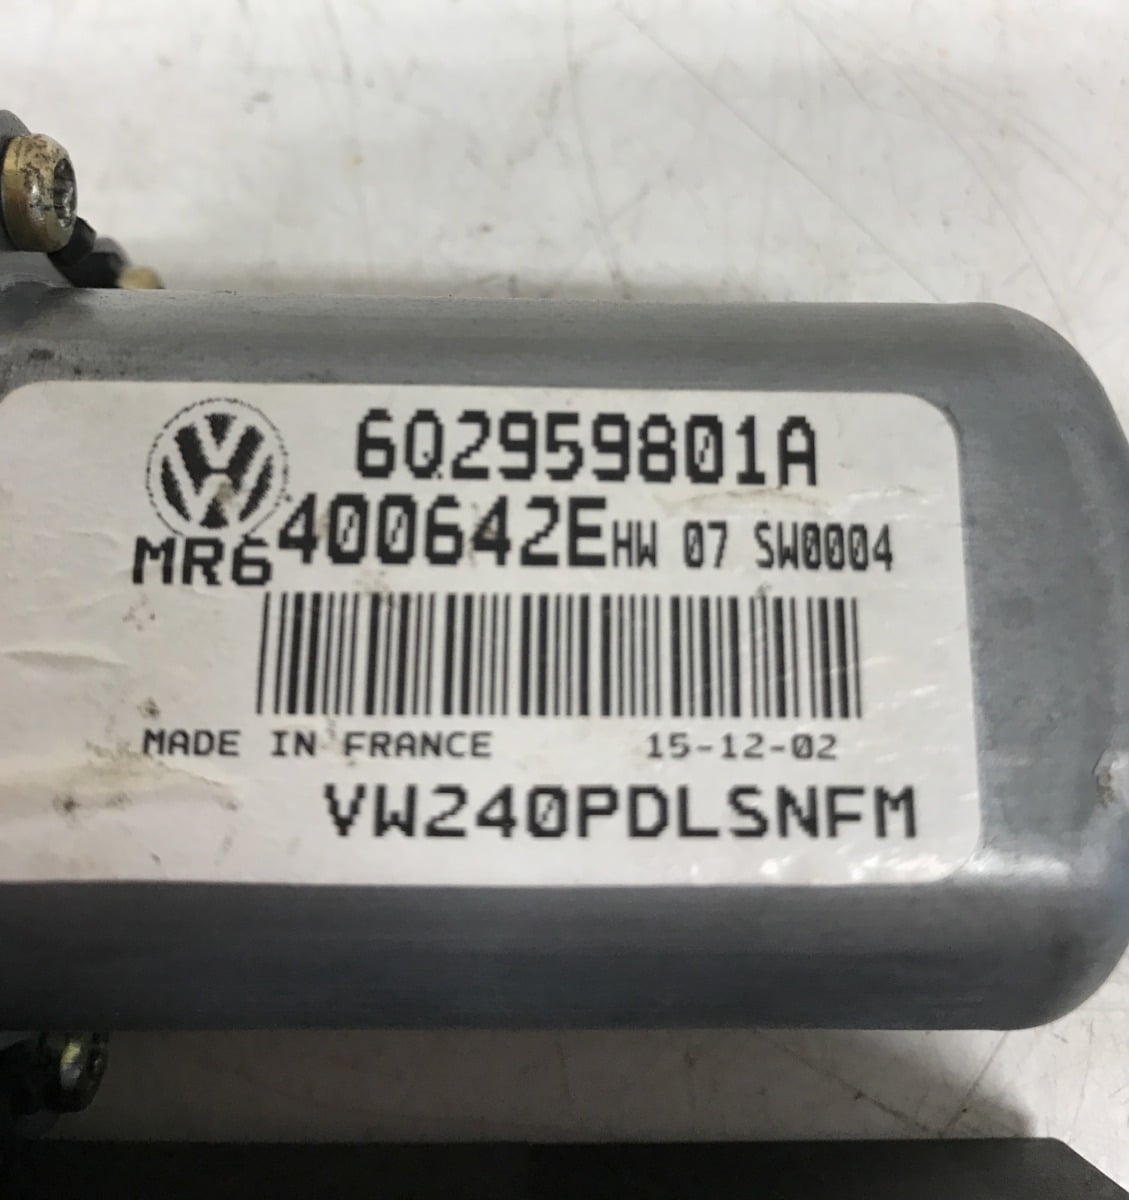 6Q2959801A
400642E HW 07 SW0004
MR6
MADE IN FRANCE 15-12-02
VW240PDLSNFM